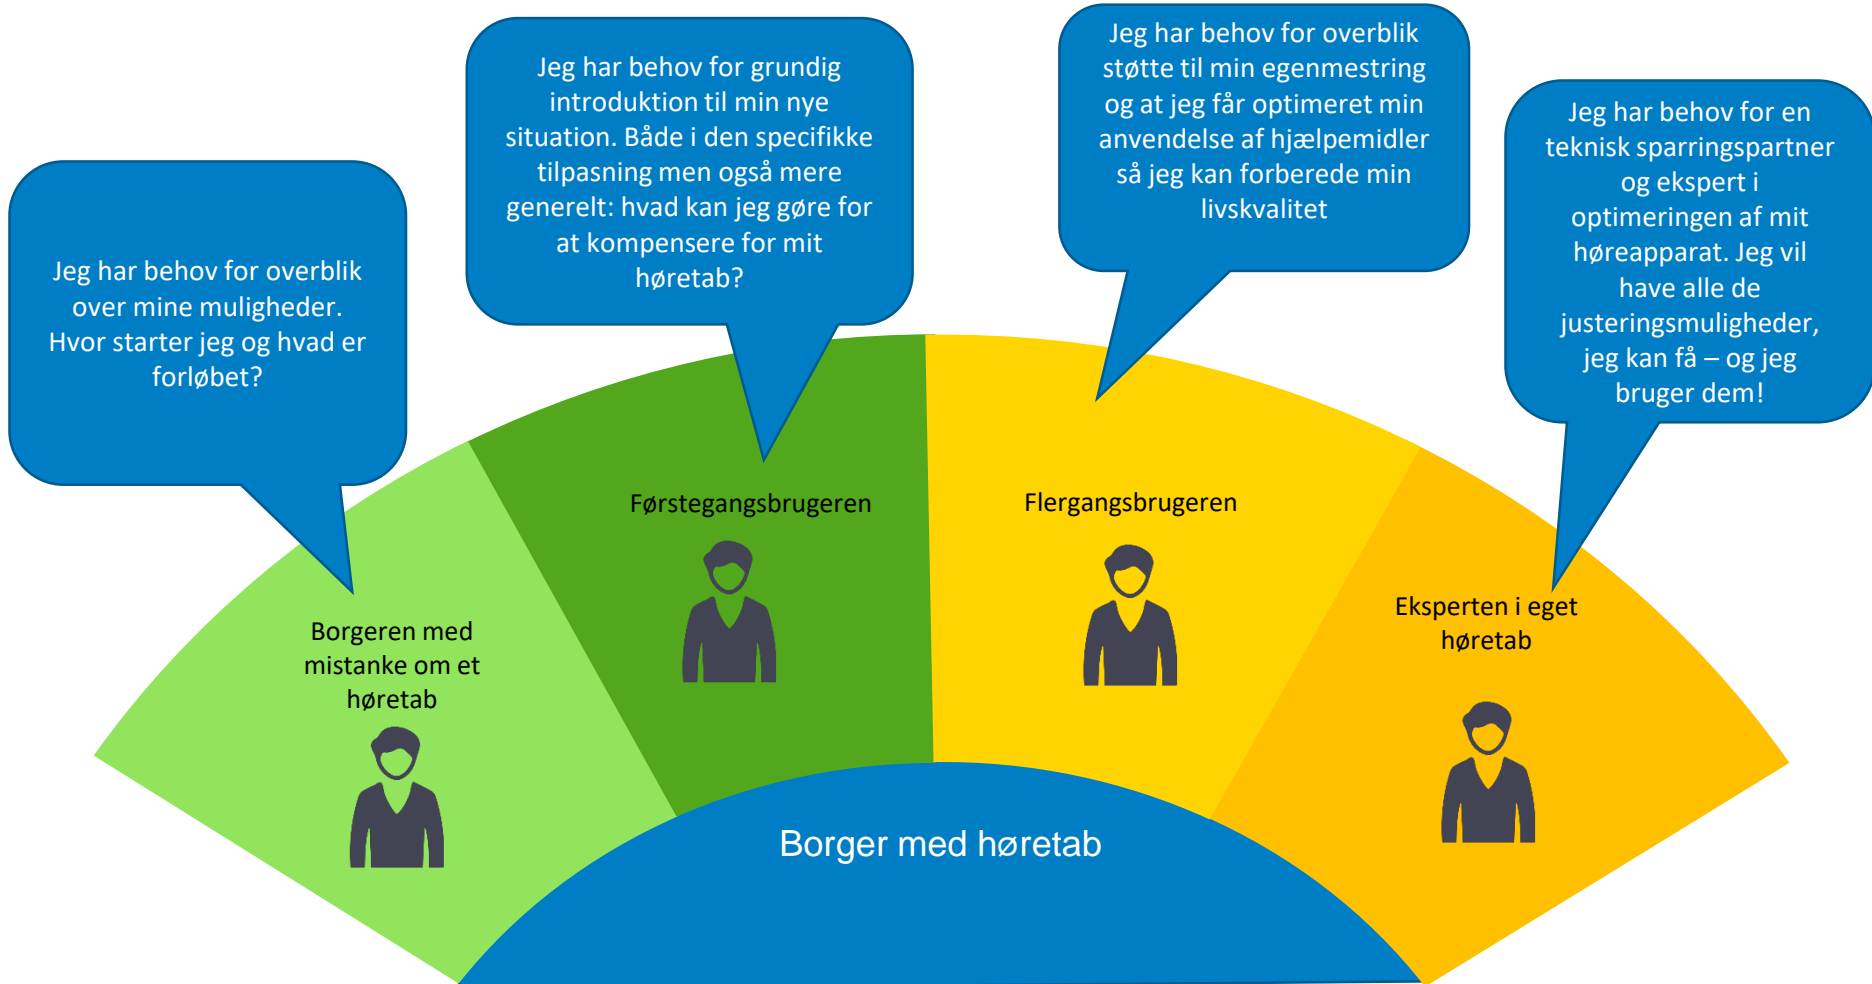 Jeg har behov for overblik
over mine muligheder.
Hvor starter jeg og hvad er
forløbet?
Jeg har behov for grundig
introduktion til min nye
situation. Både i den specifikke
tilpasning men også mere
generelt: hvad kan jeg gøre for
at kompensere for mit
høretab?
Jeg har behov for overblik
støtte til min egenmestring
og at jeg får optimeret min
anvendelse af hjælpemidler
så jeg kan forberede min
livskvalitet
Jeg har behov for en
teknisk sparringspartner
og ekspert i
optimeringen af mit
høreapparat. Jeg vil
have alle de
justeringsmuligheder,
jeg kan få – og jeg
bruger dem!
Borgeren med
mistanke om et
høretab
Førstegangsbrugeren
Flergangsbrugeren
Eksperten i eget
høretab
Borger med høretab